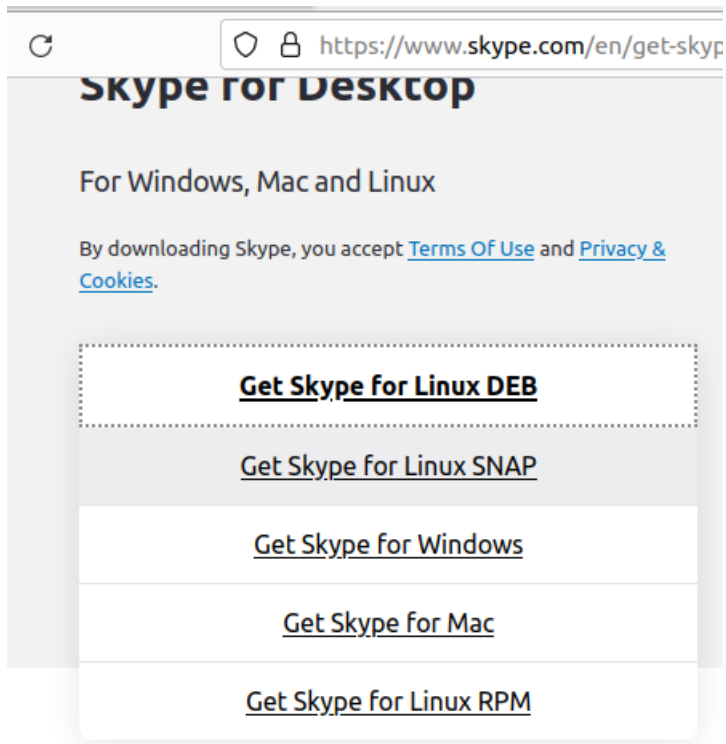 https://www.skype.com/en/get-skyp
Skype for Desktop
For Windows, Mac and Linux
By downloading Skype, you accept Terms Of Use and Privacy &
Cookies.
Get Skype for Linux DEB
Get Skype for Linux SNAP
Get Skype for Windows
Get Skype for Mac
Get Skype for Linux RPM